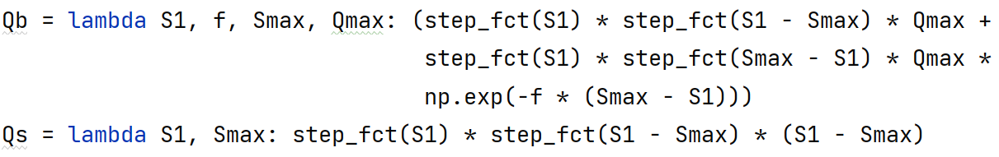 Qb = lambda S1, f, Smax, Qmax: (step_fct(S1) * step_fct(S1 - Smax) * Qmax +
step_fct(S1) * step_fct(Smax - S1) * Qmax *
np.exp(-f * (Smax - S1)))
Qs = lambda S1, Smax: step_fct(S1) * step_fct(S1 - Smax) * (S1 - Smax)